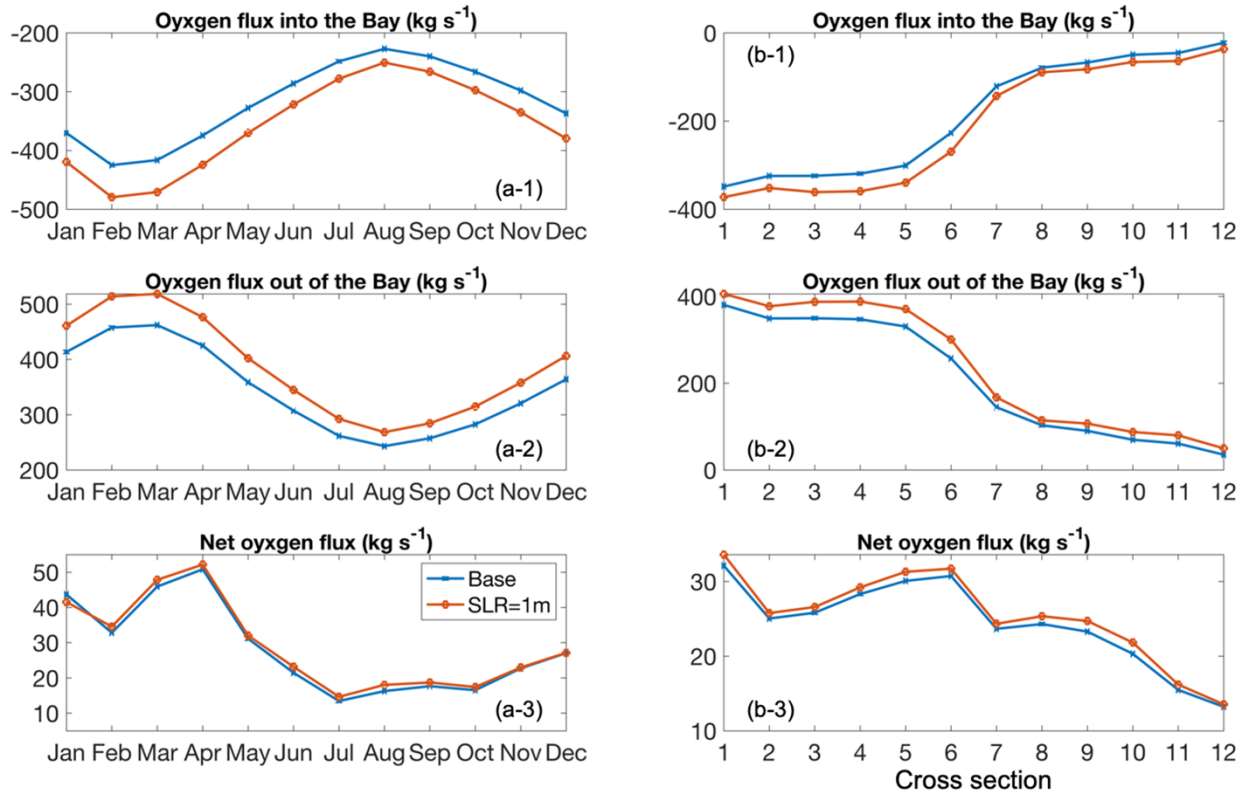 Oyxgen flux into the Bay (kg s⁻¹)
-200
-300
-400
-500
Jan Feb Mar Apr May Jun Jul Aug Sep Oct Nov Dec
(a-1)
Oyxgen flux out of the Bay (kg s⁻¹)
500
400
300
200
Jan Feb Mar Apr May Jun Jul Aug Sep Oct Nov Dec
(a-2)
Net oyxgen flux (kg s⁻¹)
50
40
30
20
10
Jan Feb Mar Apr May Jun Jul Aug Sep Oct Nov Dec
Base
SLR=1m
(a-3)
Oyxgen flux into the Bay (kg s⁻¹)
0
-200
-400
1 2 3 4 5 6 7 8 9 10 11 12
(b-1)
Oyxgen flux out of the Bay (kg s⁻¹)
400
200
0
1 2 3 4 5 6 7 8 9 10 11 12
(b-2)
Net oyxgen flux (kg s⁻¹)
30
20
10
1 2 3 4 5 6 7 8 9 10 11 12
(b-3)
Cross section